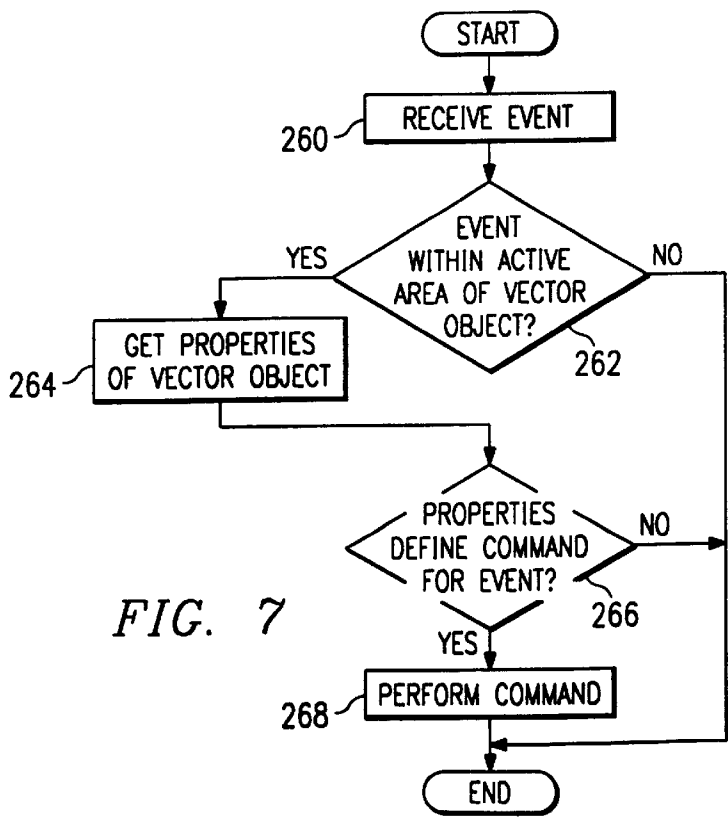 START
260
RECEIVE EVENT
EVENT
WITHIN ACTIVE
AREA OF VECTOR
OBJECT?
YES
NO
262
264
GET PROPERTIES
OF VECTOR OBJECT
PROPERTIES
DEFINE COMMAND
FOR EVENT?
NO
266
FIG. 7
YES
268
PERFORM COMMAND
END